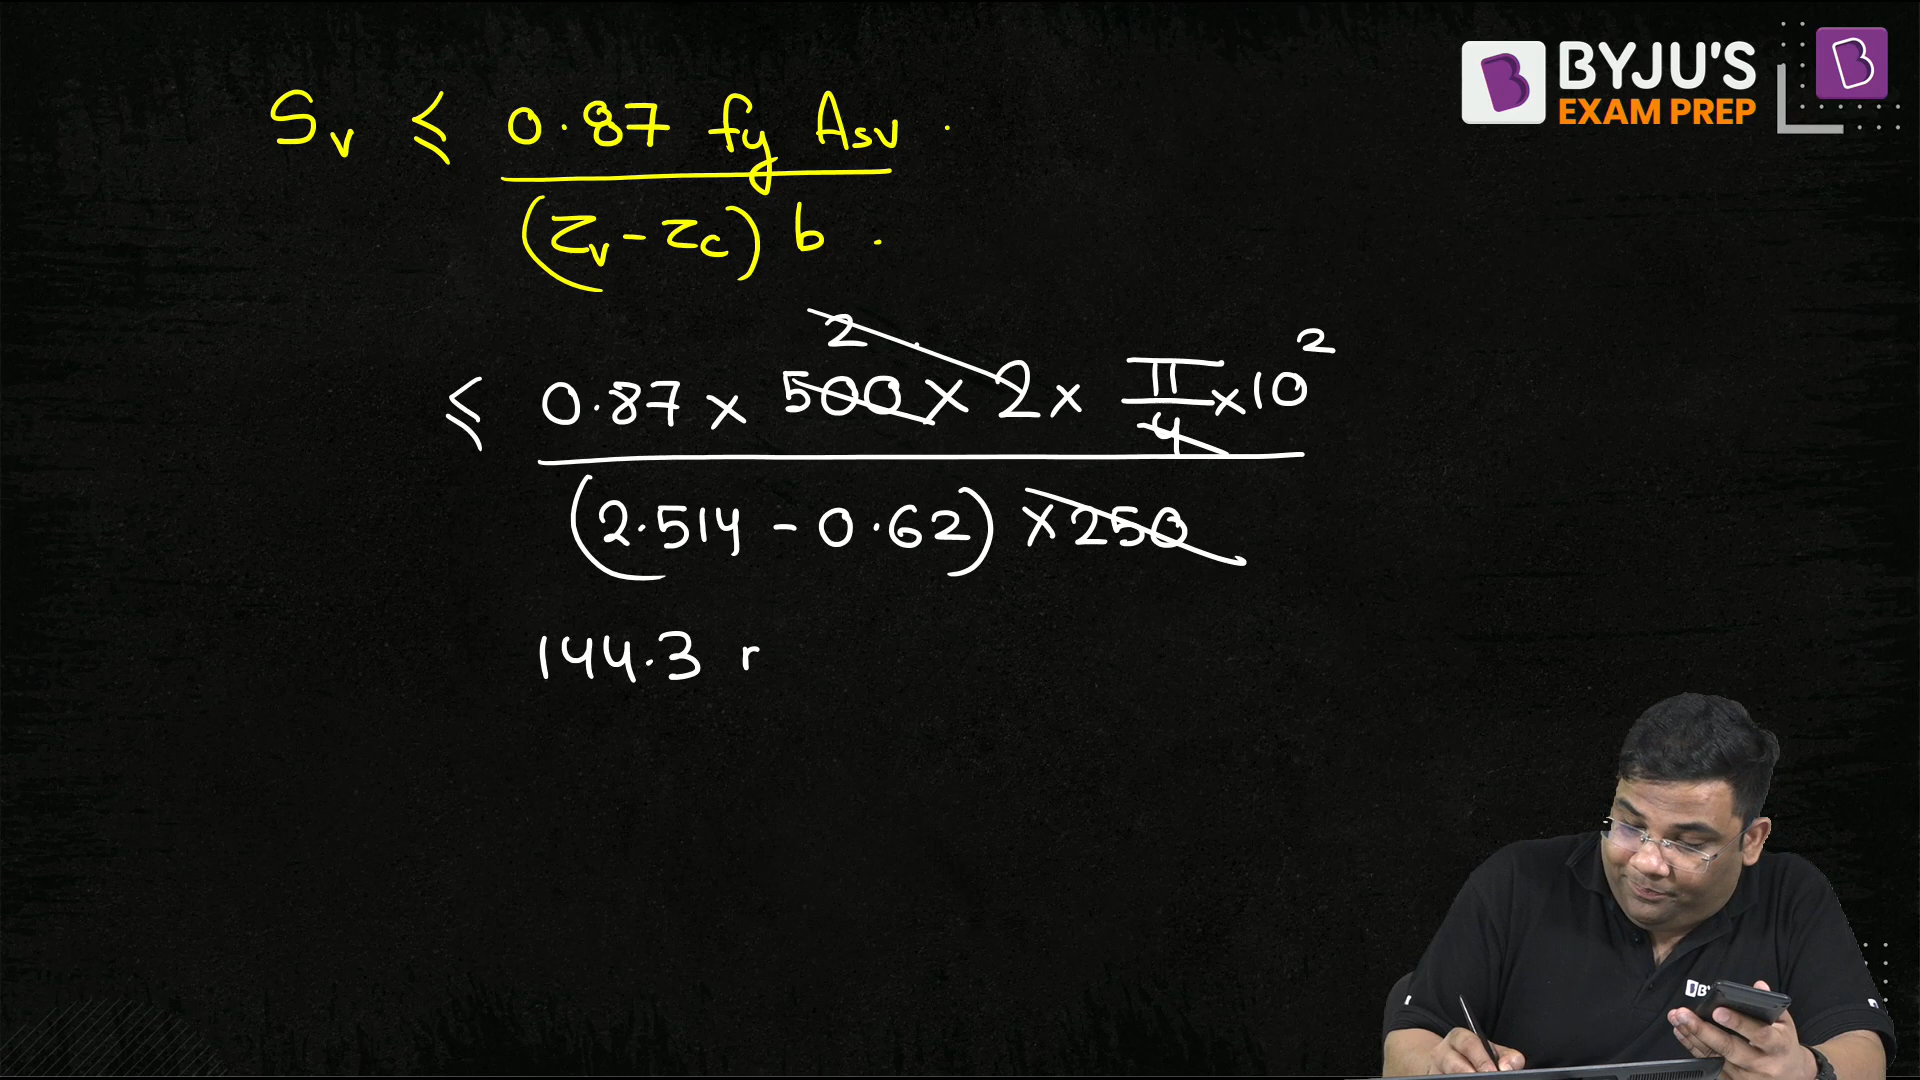 BYJU'S
EXAM PREP
Sv ≤ 0.87 fy Asv .
(τv - τc) b .
2
≤ 0.87 x 500 x 2 x π/4 x 10²
(2.514 - 0.62) x 250
144.3 r
BY